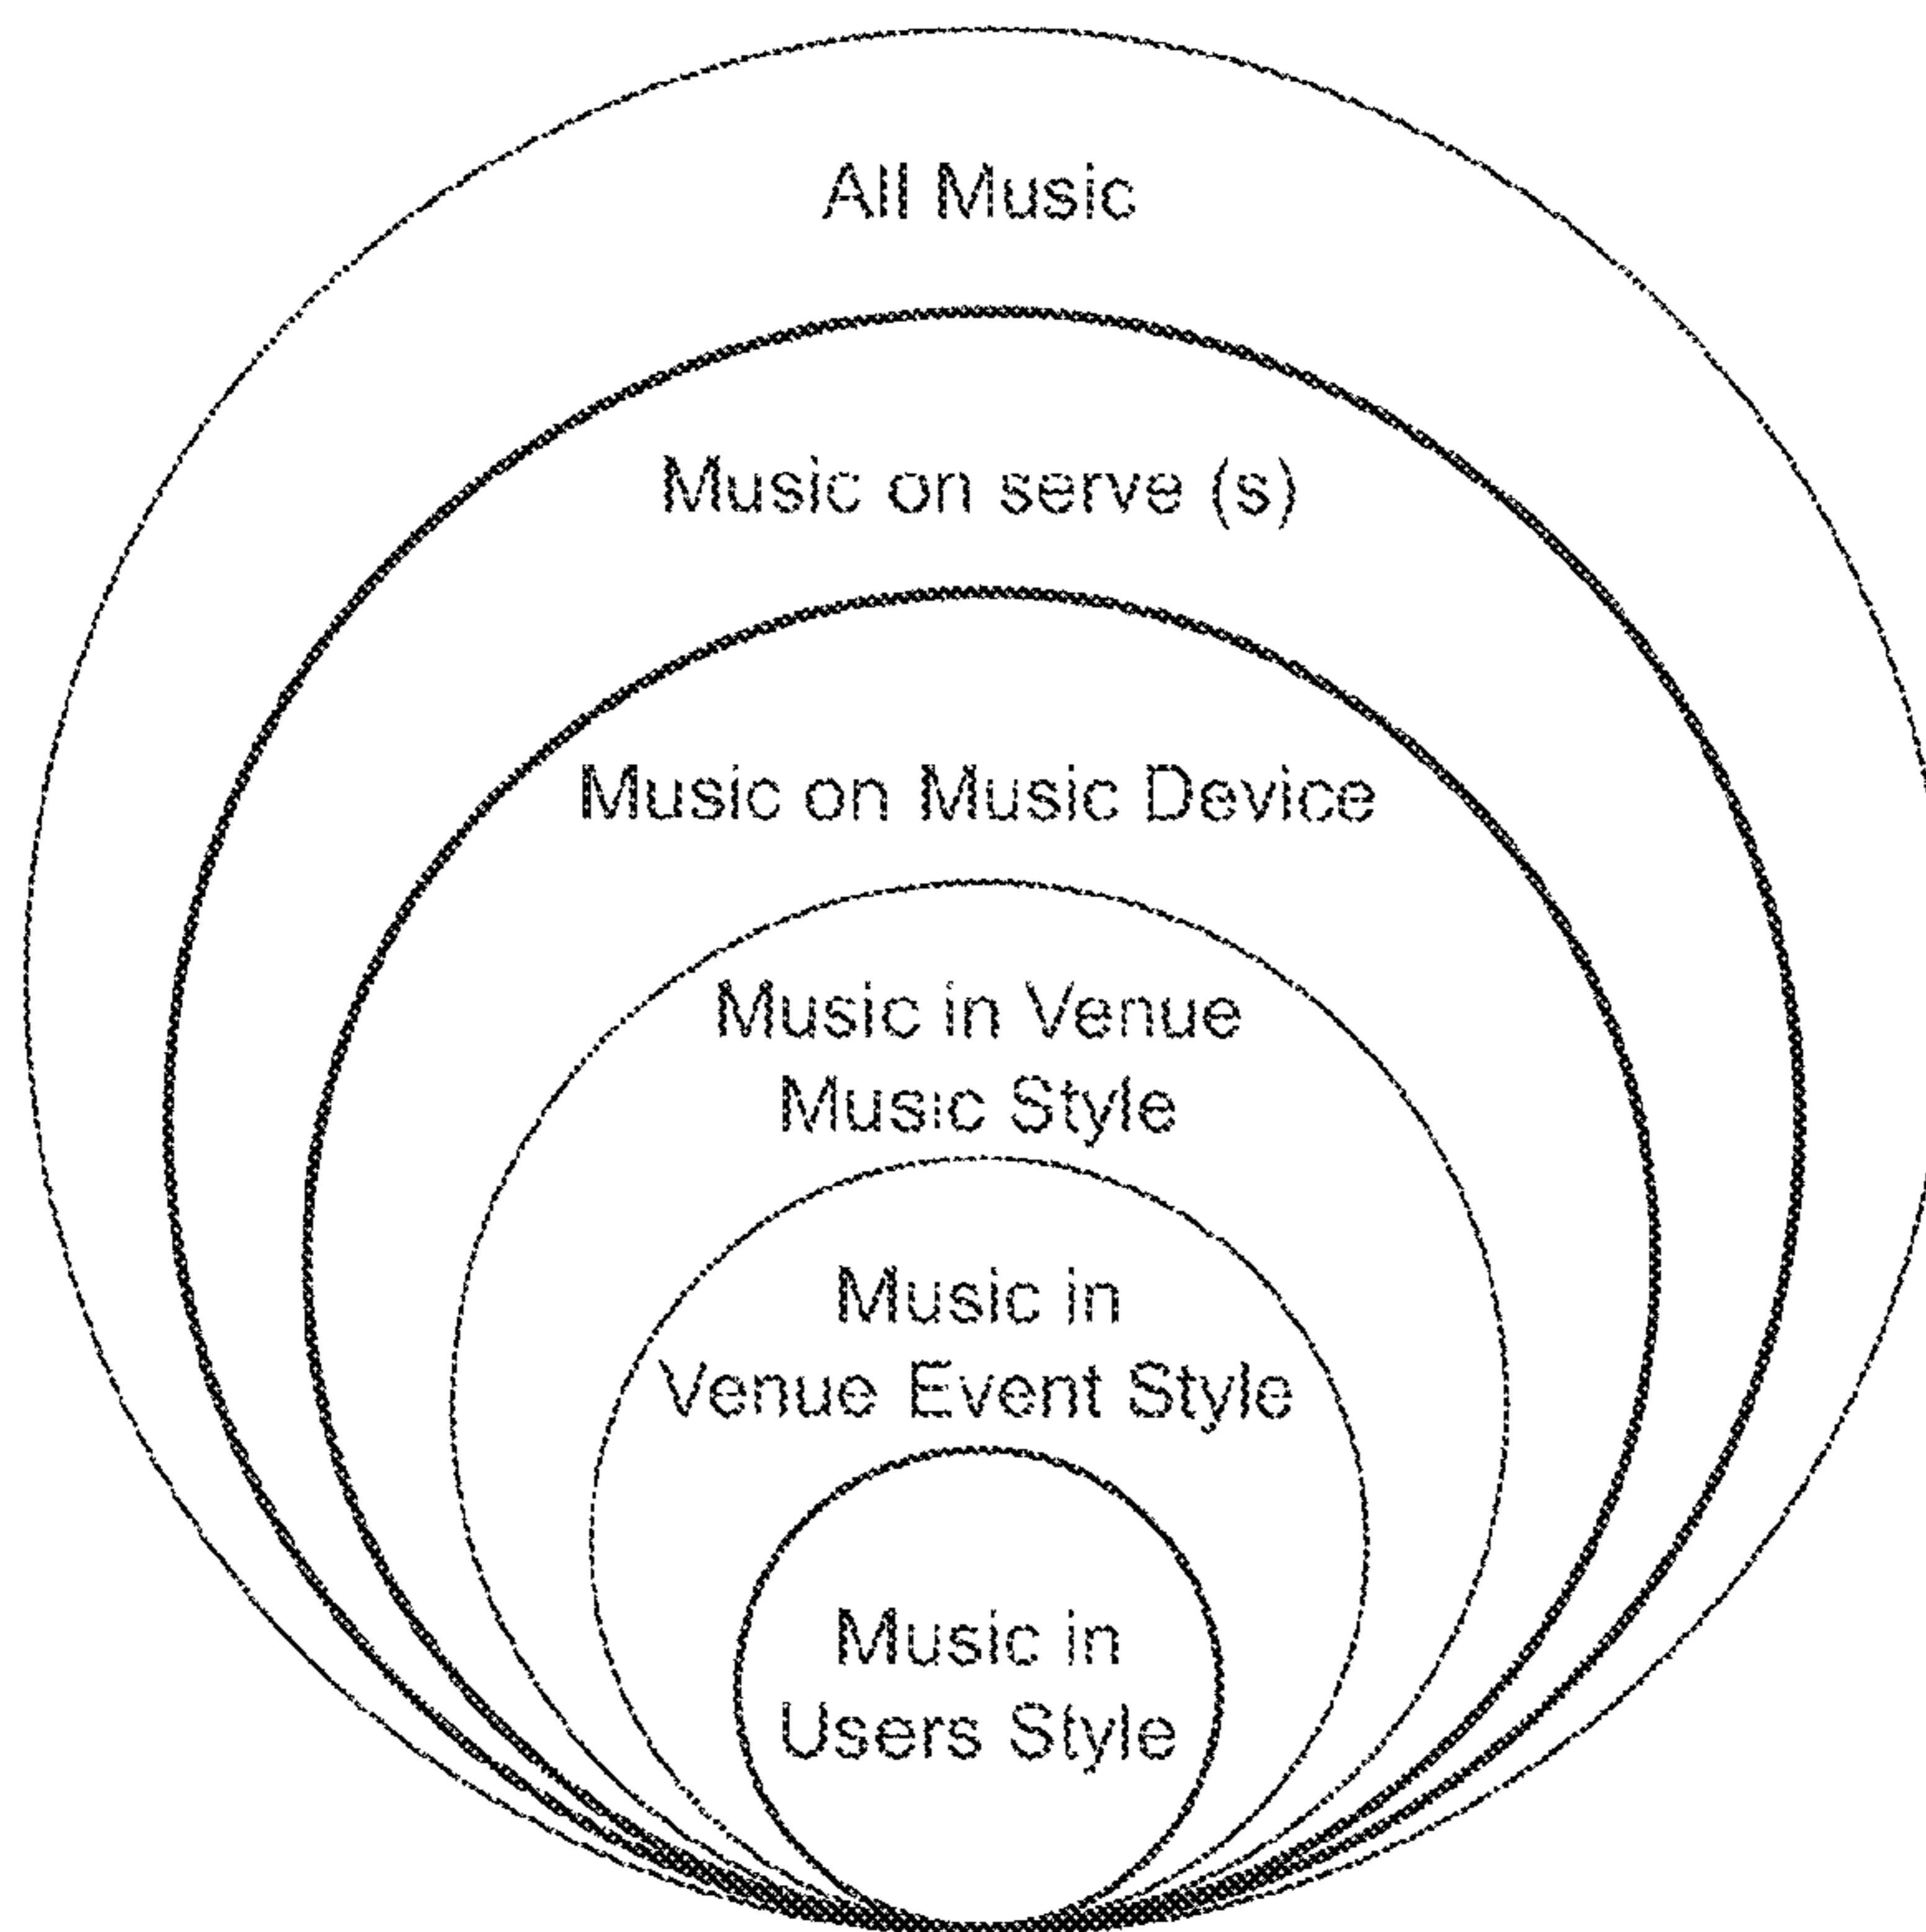 All Music
Music on serve (s)
Music on Music Device
Music in Venue
Music Style
Music in
Venue Event Style
Music in
Users Style